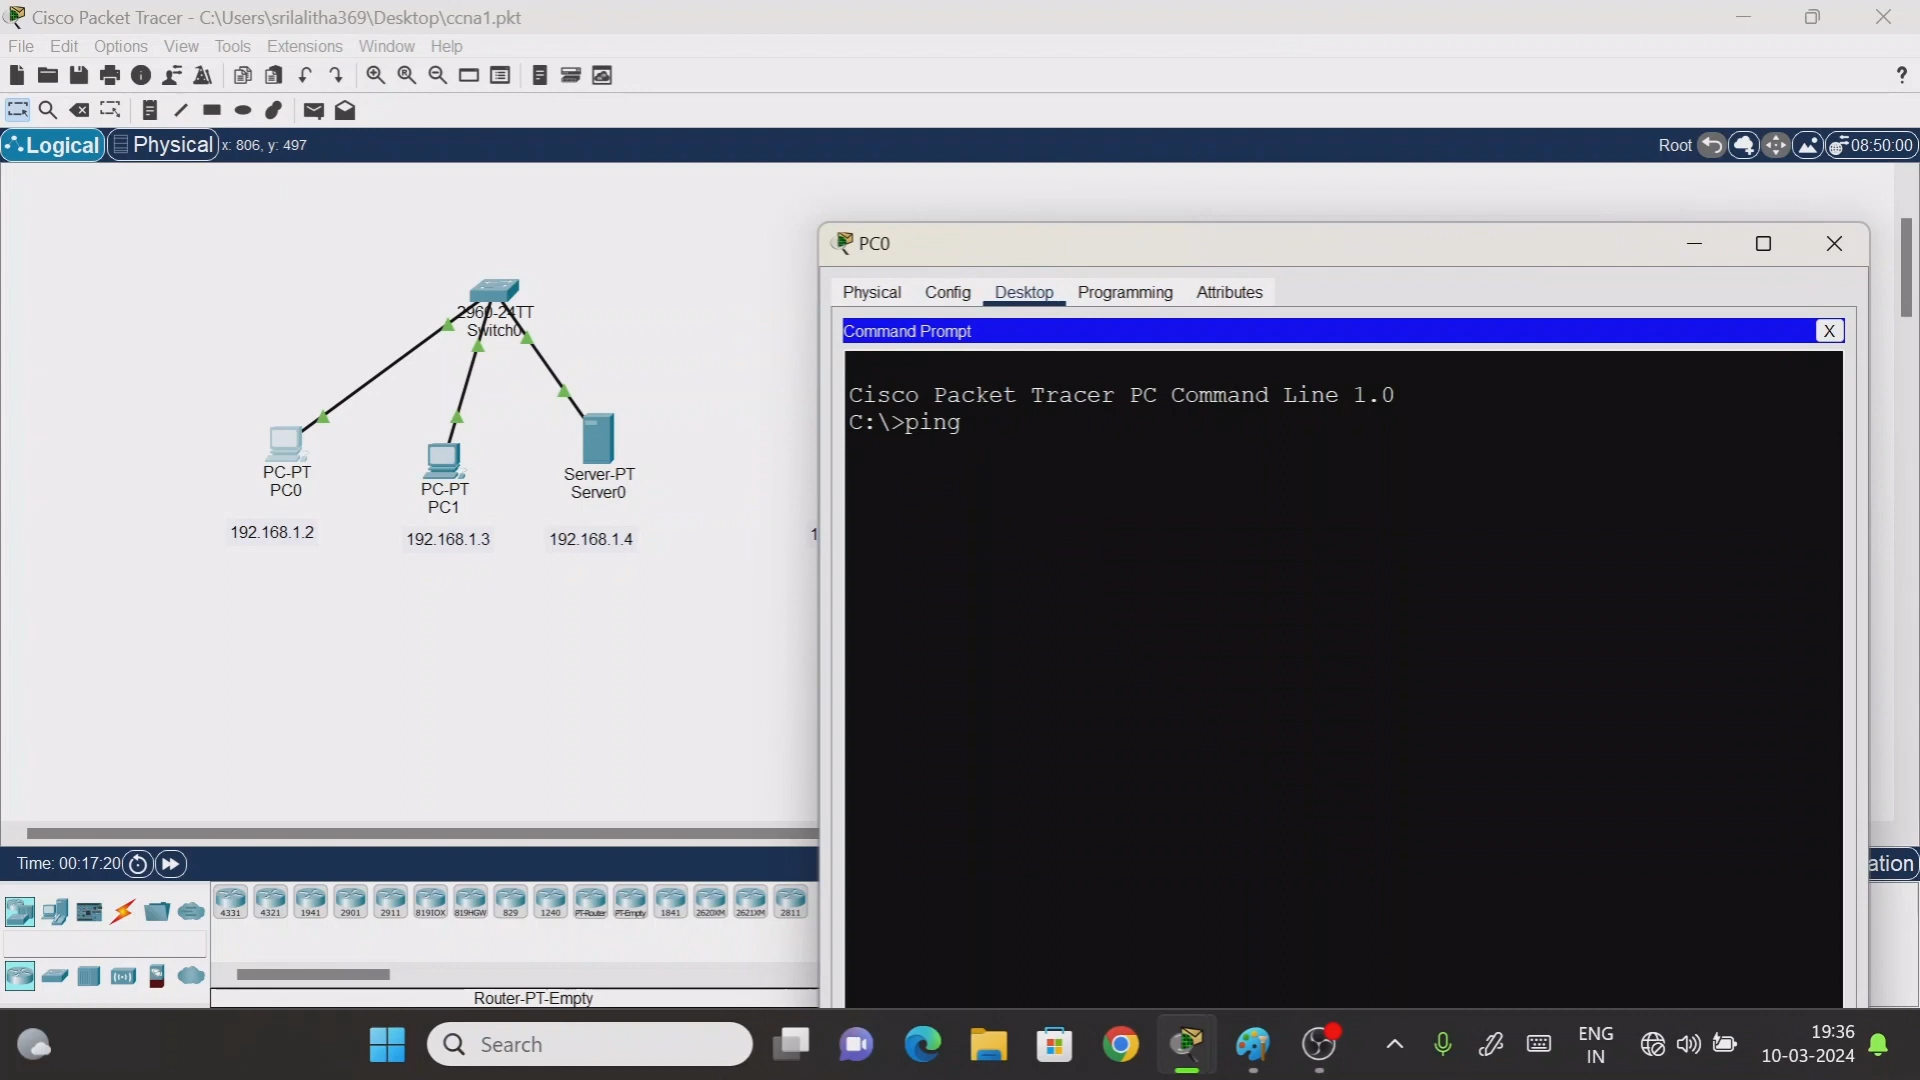 Cisco Packet Tracer - C:\Users\srilalitha369\Desktop\ccna1.pkt
File Edit Options View Tools Extensions Window Help
?
Logical Physical x: 806, y: 497 Root 08:50:00
PC0
Physical Config Desktop Programming Attributes
Command Prompt X
Cisco Packet Tracer PC Command Line 1.0
C:\>ping
2960-24TT
Switch0
PC-PT
PC0
PC-PT
PC1
Server-PT
Server0
192.168.1.2
192.168.1.3
192.168.1.4
1
Time: 00:17:20
ation
4331 4321 1941 2901 2911 819IOX 819HGW 829 1240 PT-Router PT-Empty 1841 2620XM 2621XM 2811
Router-PT-Empty
Search
ENG
IN
19:36
10-03-2024